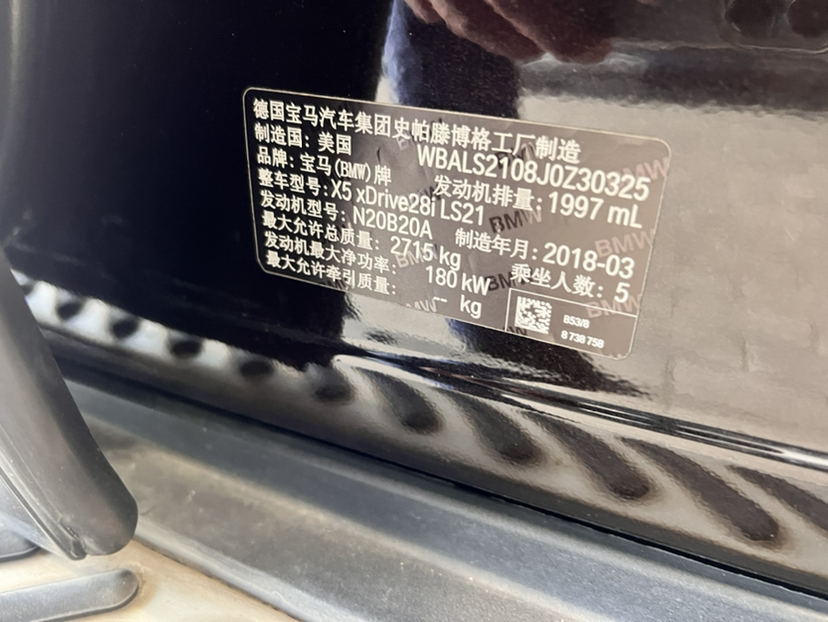 德国宝马汽车集团史帕滕博格工厂制造
制造国：美国 WBALS2108J0Z30325
品牌：宝马(BMW)牌 发动机排量：1997 mL
整车型号：X5 xDrive28i LS21
发动机型号：N20B20A 制造年月：2018-03
最大允许总质量：2715 kg 乘坐人数：5
发动机最大净功率：180 kW
最大允许牵引质量：-- kg
B53/B
8 738 758